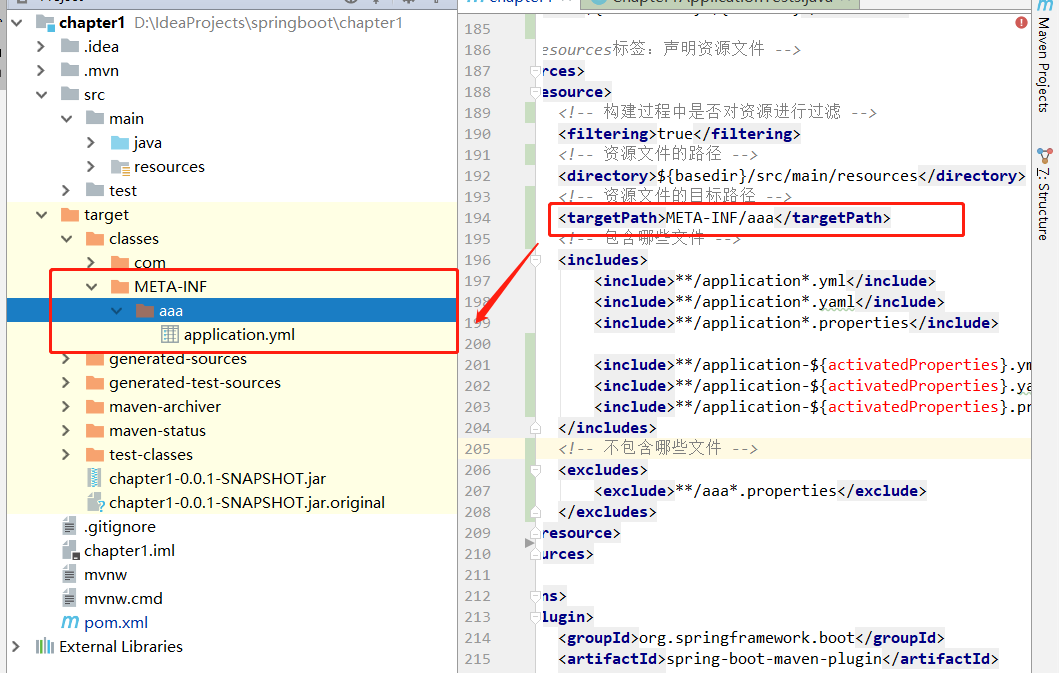 chapter1 D:\IdeaProjects\springboot\chapter1
.idea
.mvn
src
main
java
resources
test
target
classes
com
META-INF
aaa
application.yml
generated-sources
generated-test-sources
maven-archiver
maven-status
test-classes
chapter1-0.0.1-SNAPSHOT.jar
chapter1-0.0.1-SNAPSHOT.jar.original
.gitignore
chapter1.iml
mvnw
mvnw.cmd
pom.xml
External Libraries
185
186 esources标签：声明资源文件 -->
187 rces>
188 esource>
189 <!-- 构建过程中是否对资源进行过滤 -->
190 <filtering>true</filtering>
191 <!-- 资源文件的路径 -->
192 <directory>${basedir}/src/main/resources</directory>
193 <!-- 资源文件的目标路径 -->
194 <targetPath>META-INF/aaa</targetPath>
195 <!-- 包含哪些文件 -->
196 <includes>
197 <include>**/application*.yml</include>
198 <include>**/application*.yaml</include>
199 <include>**/application*.properties</include>
200
201 <include>**/application-${activatedProperties}.ym
202 <include>**/application-${activatedProperties}.ya
203 <include>**/application-${activatedProperties}.pr
204 </includes>
205 <!-- 不包含哪些文件 -->
206 <excludes>
207 <exclude>**/aaa*.properties</exclude>
208 </excludes>
209 esource>
210 urces>
211
212 ns>
213 lugin>
214 <groupId>org.springframework.boot</groupId>
215 <artifactId>spring-boot-maven-plugin</artifactId>
Maven Projects
Z: Structure